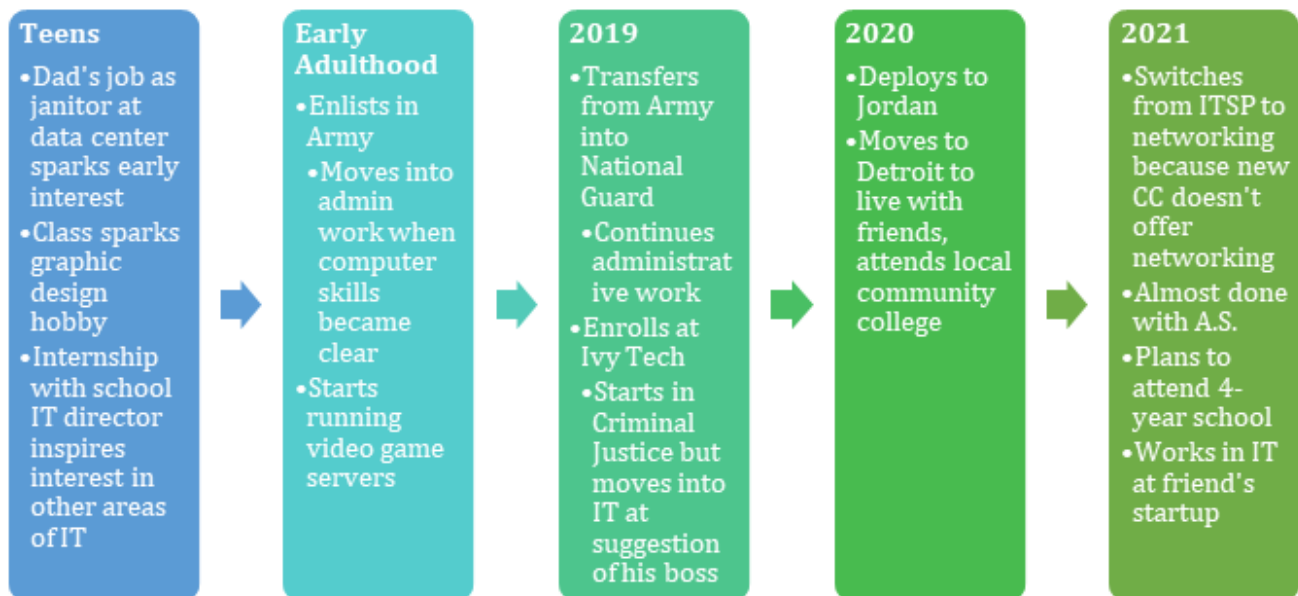 Teens
•Dad's job as
janitor at
data center
sparks early
interest
•Class sparks
graphic
design
hobby
•Internship
with school
IT director
inspires
interest in
other areas
of IT
Early
Adulthood
•Enlists in
Army
•Moves into
admin
work when
computer
skills
became
clear
•Starts
running
video game
servers
2019
•Transfers
from Army
into
National
Guard
•Continues
administrat
ive work
•Enrolls at
Ivy Tech
•Starts in
Criminal
Justice but
moves into
IT at
suggestion
of his boss
2020
•Deploys to
Jordan
•Moves to
Detroit to
live with
friends,
attends local
community
college
2021
•Switches
from ITSP to
networking
because new
CC doesn't
offer
networking
•Almost done
with A.S.
•Plans to
attend 4-
year school
•Works in IT
at friend's
startup